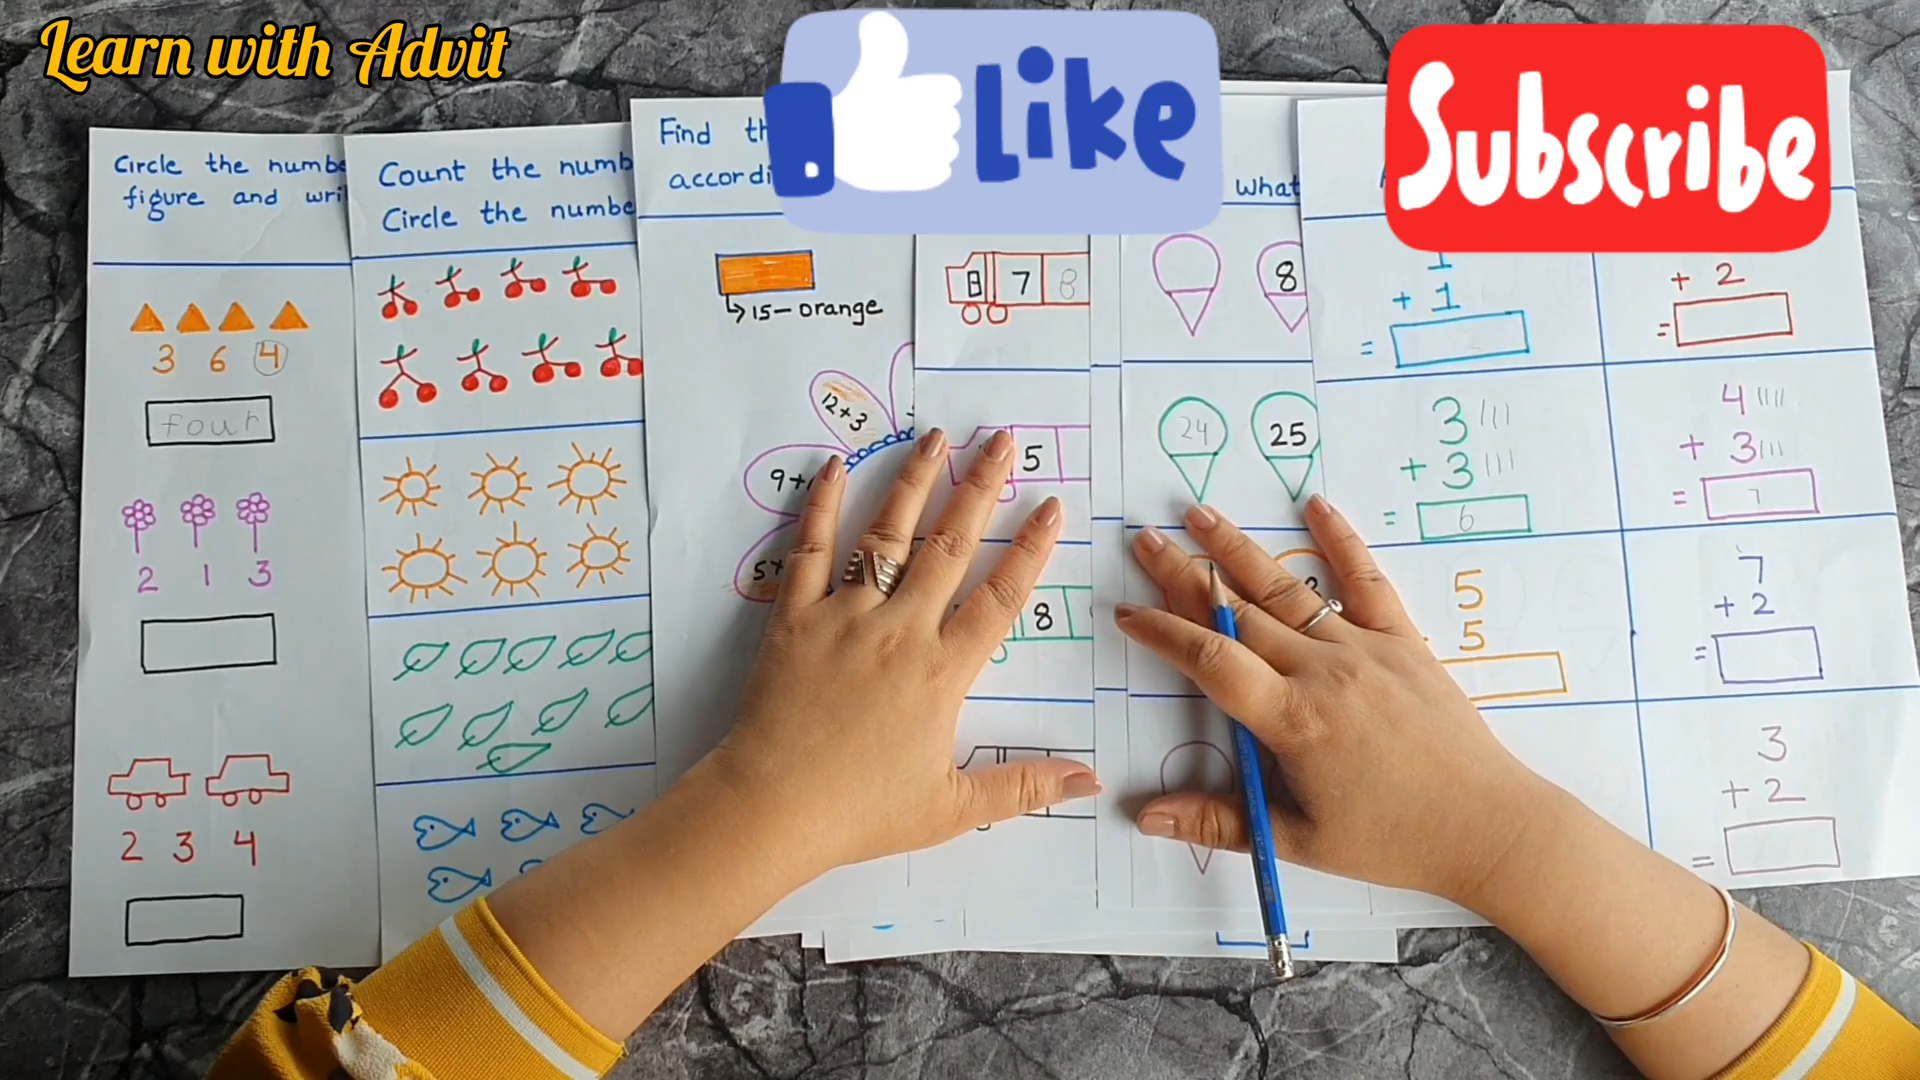 Learn with Advit
Like
Subscribe
Circle the numbe
figure and wri
3 6 4
four
2 1 3
2 3 4
Count the numb
Circle the numbe
Find th
accordi
15- orange
12+3
9+
5+
8 7 8
5
8
what
8
24 25
1
+ 1
=
+ 2
=
3
+ 3
= 6
4
+ 3
= 7
5
5
7
+ 2
=
3
+ 2
=